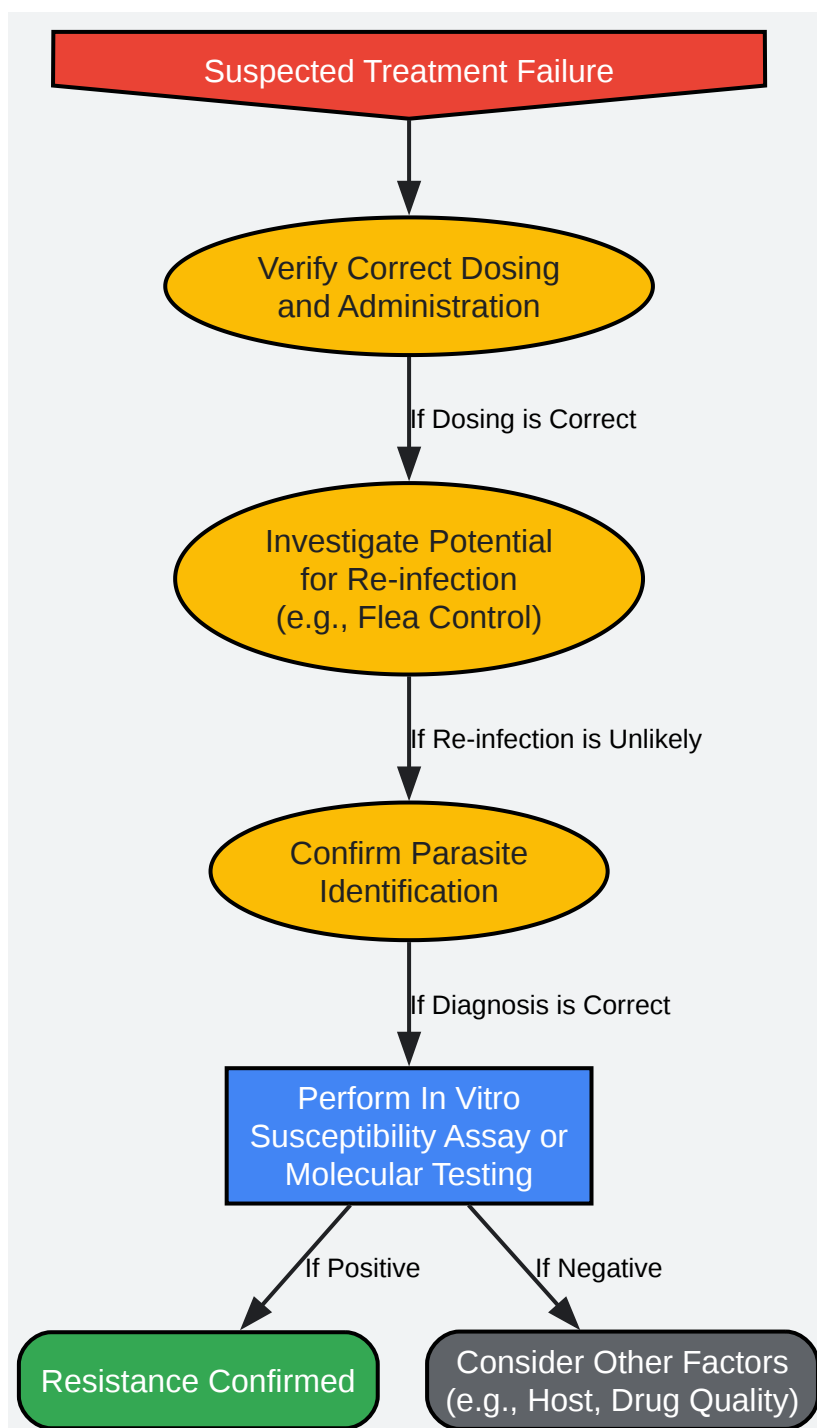 Suspected Treatment Failure
Verify Correct Dosing
and Administration
If Dosing is Correct
Investigate Potential
for Re-infection
(e.g., Flea Control)
If Re-infection is Unlikely
Confirm Parasite
Identification
If Diagnosis is Correct
Perform In Vitro
Susceptibility Assay or
Molecular Testing
If Positive
If Negative
Resistance Confirmed
Consider Other Factors
(e.g., Host, Drug Quality)